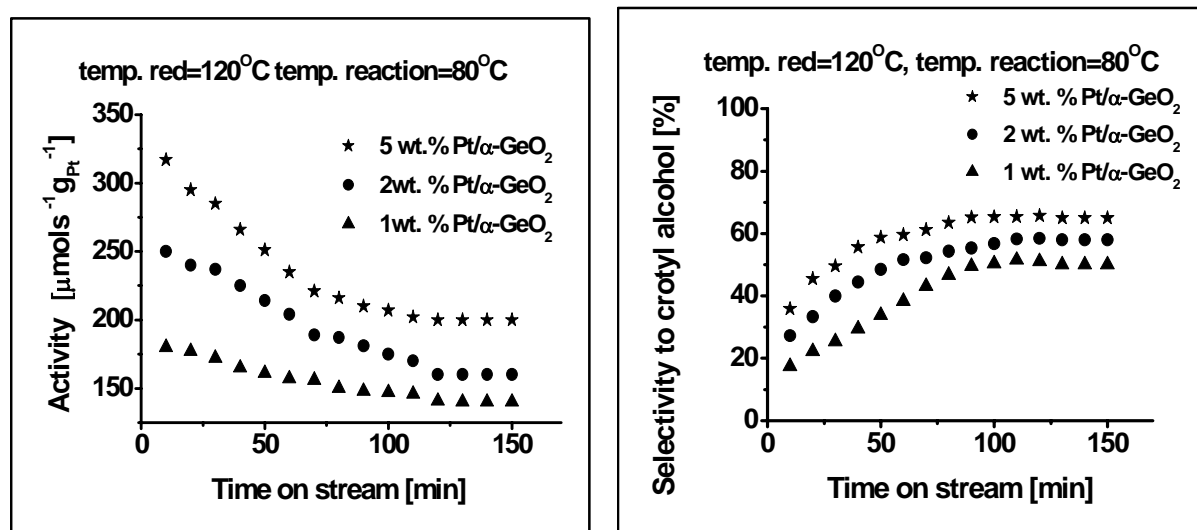 temp. red=120°C temp. reaction=80°C
350
300
250
200
150
Activity [μmols⁻¹gPt⁻¹]
5 wt.% Pt/α-GeO₂
2wt. % Pt/α-GeO₂
1wt. % Pt/α-GeO₂
0 50 100 150
Time on stream [min]
temp. red=120°C, temp. reaction=80°C
100
80
60
40
20
0
Selectivity to crotyl alcohol [%]
5 wt. % Pt/α-GeO₂
2 wt. % Pt/α-GeO₂
1 wt. % Pt/α-GeO₂
0 50 100 150
Time on stream [min]